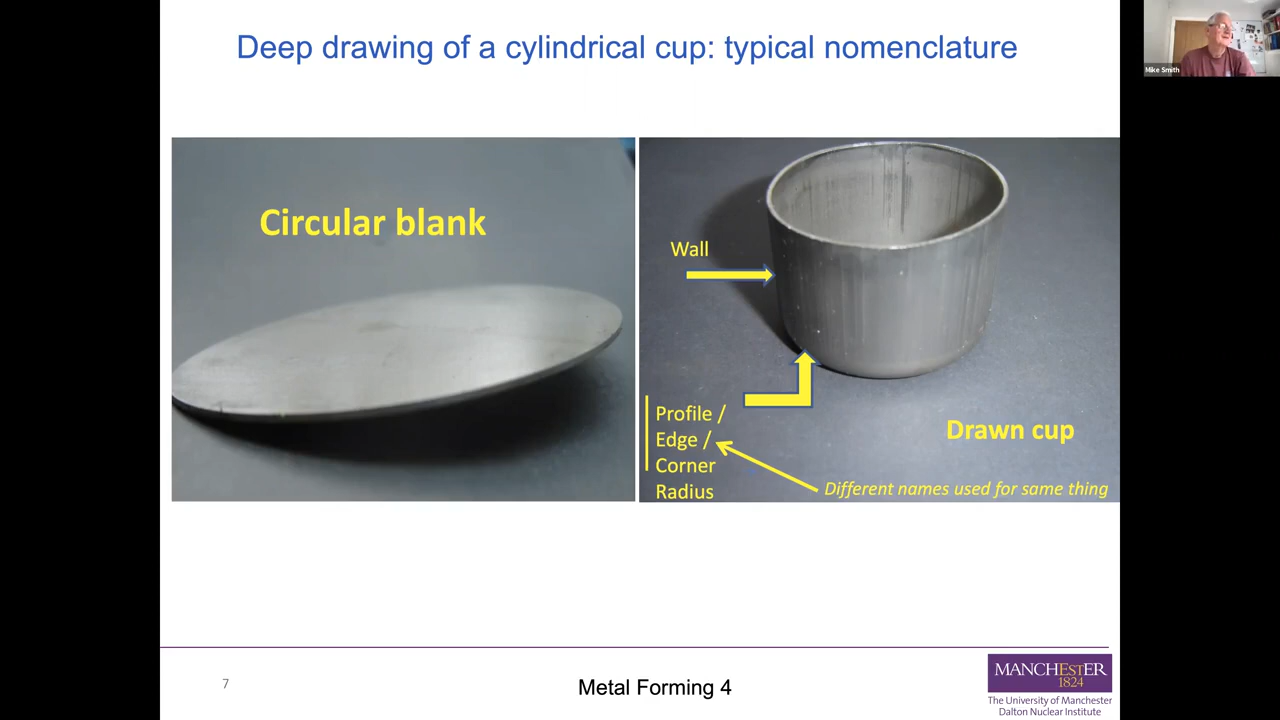 Deep drawing of a cylindrical cup: typical nomenclature
Mike Smith
Circular blank
Wall
Profile /
Edge /
Corner
Radius
Drawn cup
Different names used for same thing
7
Metal Forming 4
MANCHESTER
1824
The University of Manchester
Dalton Nuclear Institute